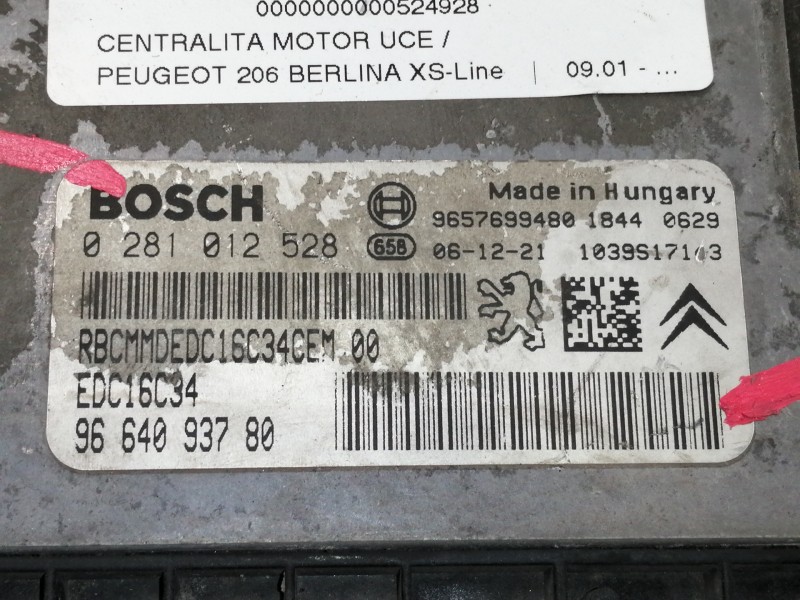 0000000000524928
CENTRALITA MOTOR UCE /
PEUGEOT 206 BERLINA XS-Line | 09.01 - ...
BOSCH
Made in Hungary
9657699480 1844 0629
0 281 012 528
658
06-12-21
RBCMMDEDC16C34CEM 00
EDC16C34
96 640 937 80